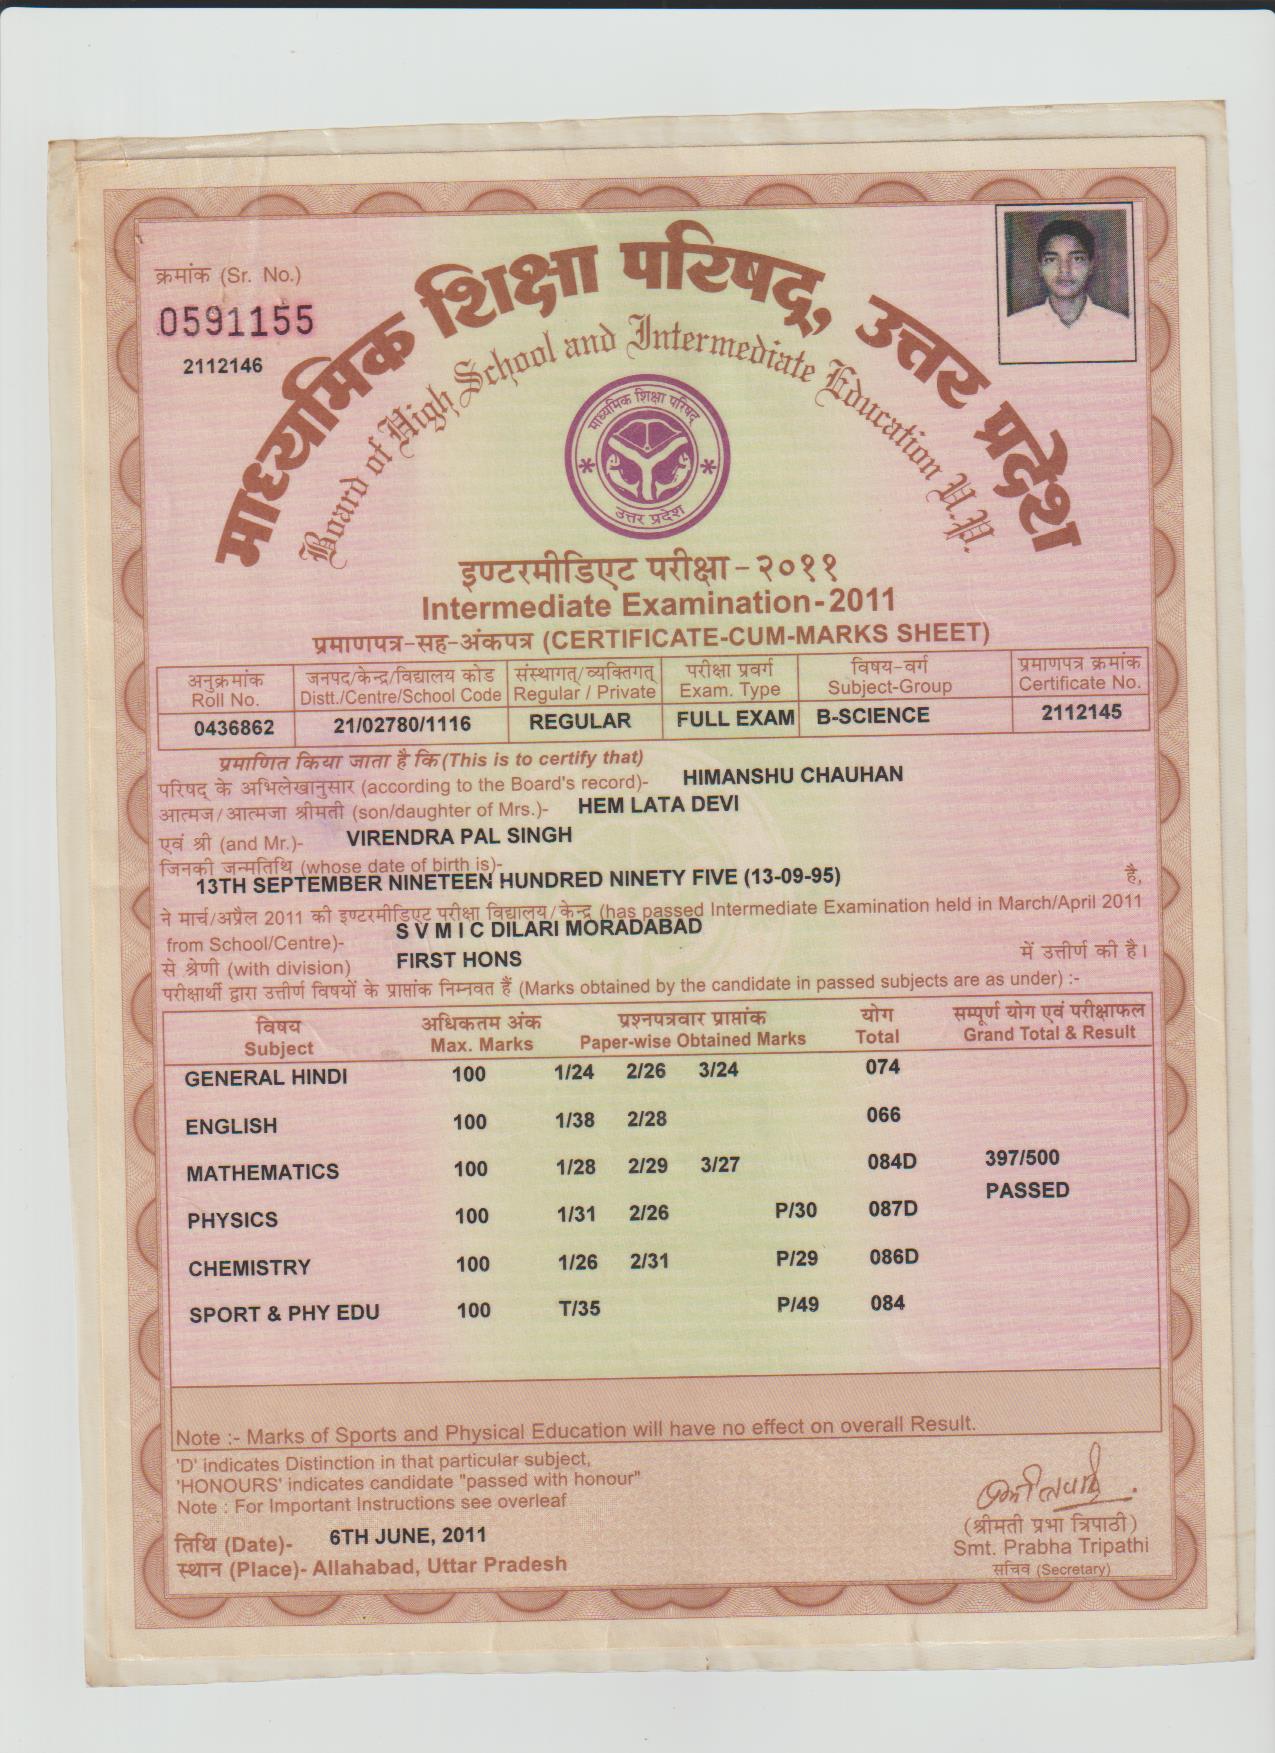 क्रमांक (Sr. No.)
0591155
2112146
माध्यमिक शिक्षा परिषद्, उत्तर प्रदेश
Board of High School and Intermediate Education U.P.
माध्यमिक शिक्षा परिषद
उत्तर प्रदेश
इण्टरमीडिएट परीक्षा - २०११
Intermediate Examination - 2011
प्रमाणपत्र-सह-अंकपत्र (CERTIFICATE-CUM-MARKS SHEET)
अनुक्रमांक जनपद/केन्द्र/विद्यालय कोड संस्थागत/व्यक्तिगत परीक्षा प्रवर्ग विषय-वर्ग प्रमाणपत्र क्रमांक
Roll No. Distt./Centre/School Code Regular / Private Exam. Type Subject-Group Certificate No.
0436862 21/02780/1116 REGULAR FULL EXAM B-SCIENCE 2112145
प्रमाणित किया जाता है कि (This is to certify that)
परिषद् के अभिलेखानुसार (according to the Board's record)- HIMANSHU CHAUHAN
आत्मज/आत्मजा श्रीमती (son/daughter of Mrs.)- HEM LATA DEVI
एवं श्री (and Mr.)- VIRENDRA PAL SINGH
जिनकी जन्मतिथि (whose date of birth is)-
13TH SEPTEMBER NINETEEN HUNDRED NINETY FIVE (13-09-95) है,
ने मार्च/अप्रैल 2011 की इण्टरमीडिएट परीक्षा विद्यालय/केन्द्र (has passed Intermediate Examination held in March/April 2011
from School/Centre)- S V M I C DILARI MORADABAD
से श्रेणी (with division) FIRST HONS में उत्तीर्ण की है।
परीक्षार्थी द्वारा उत्तीर्ण विषयों के प्राप्तांक निम्नवत हैं (Marks obtained by the candidate in passed subjects are as under) :-
विषय अधिकतम अंक प्रश्नपत्रवार प्राप्तांक योग सम्पूर्ण योग एवं परीक्षाफल
Subject Max. Marks Paper-wise Obtained Marks Total Grand Total & Result
GENERAL HINDI 100 1/24 2/26 3/24 074
ENGLISH 100 1/38 2/28 066
MATHEMATICS 100 1/28 2/29 3/27 084D 397/500
PASSED
PHYSICS 100 1/31 2/26 P/30 087D
CHEMISTRY 100 1/26 2/31 P/29 086D
SPORT & PHY EDU 100 T/35 P/49 084
Note :- Marks of Sports and Physical Education will have no effect on overall Result.
'D' indicates Distinction in that particular subject,
'HONOURS' indicates candidate "passed with honour"
Note : For Important Instructions see overleaf
तिथि (Date)- 6TH JUNE, 2011
स्थान (Place)- Allahabad, Uttar Pradesh
(श्रीमती प्रभा त्रिपाठी)
Smt. Prabha Tripathi
सचिव (Secretary)